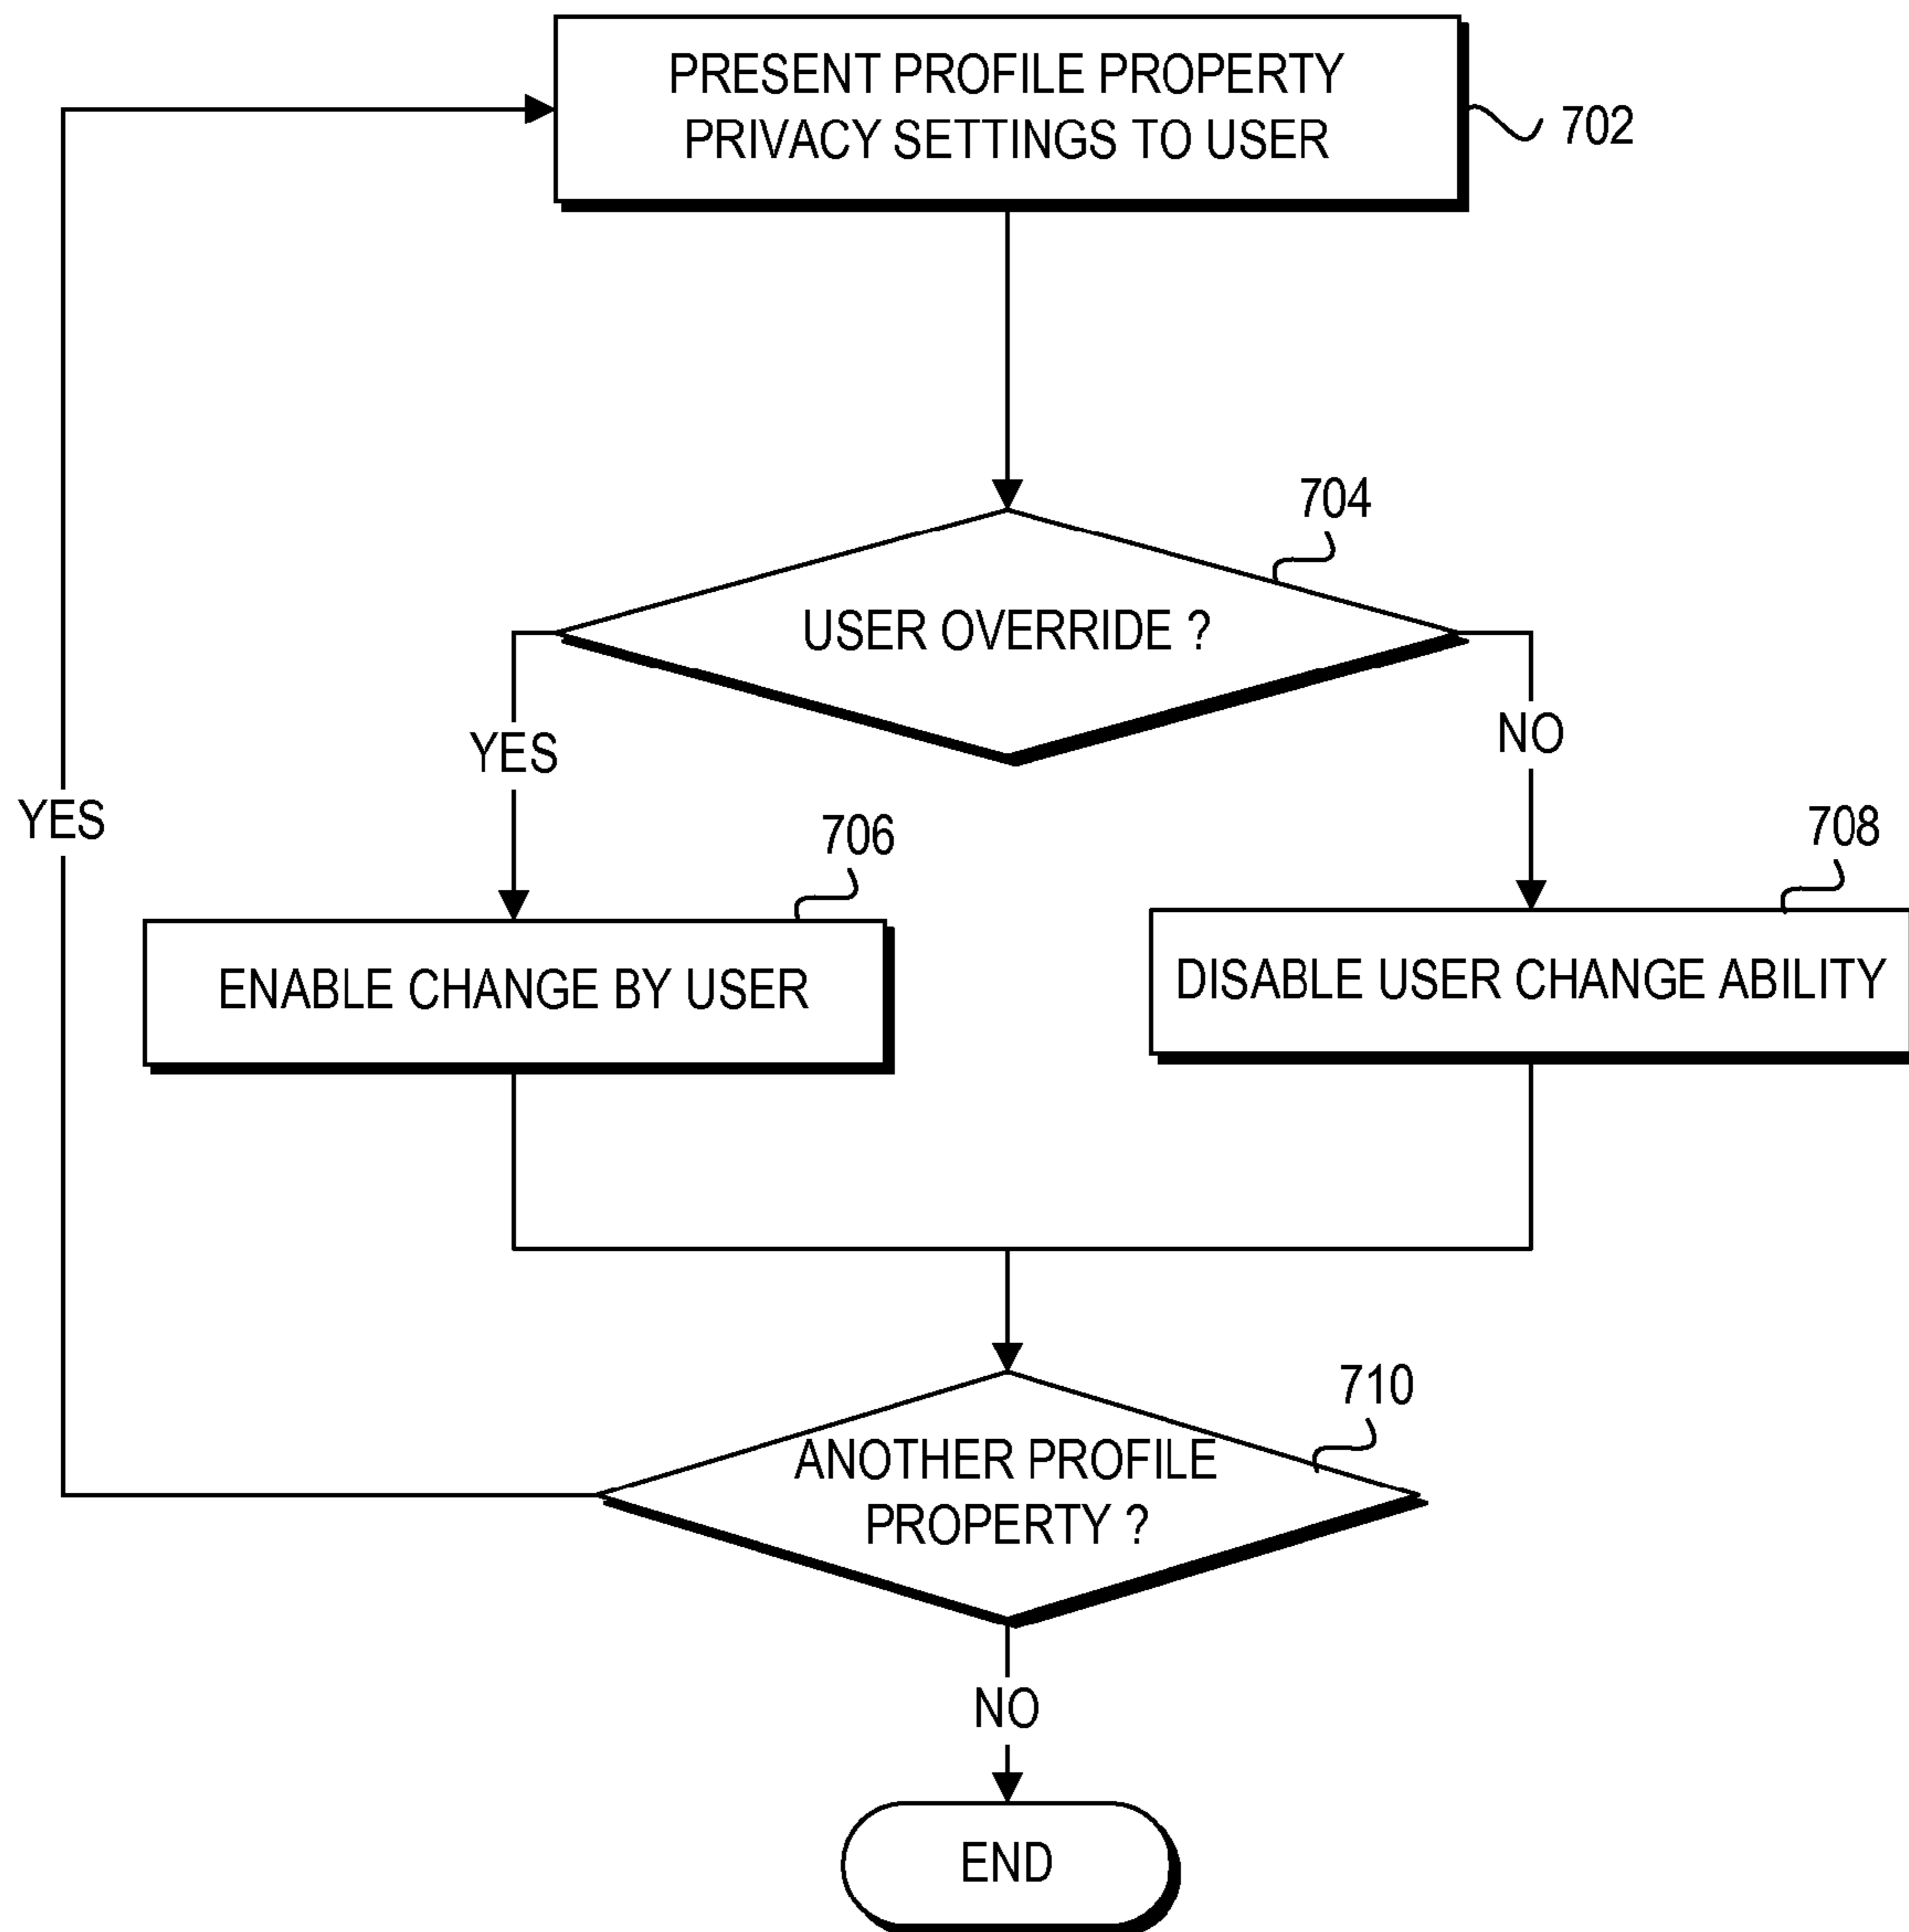 PRESENT PROFILE PROPERTY
PRIVACY SETTINGS TO USER
702
704
USER OVERRIDE ?
YES
NO
YES
706
708
ENABLE CHANGE BY USER
DISABLE USER CHANGE ABILITY
710
ANOTHER PROFILE
PROPERTY ?
NO
END